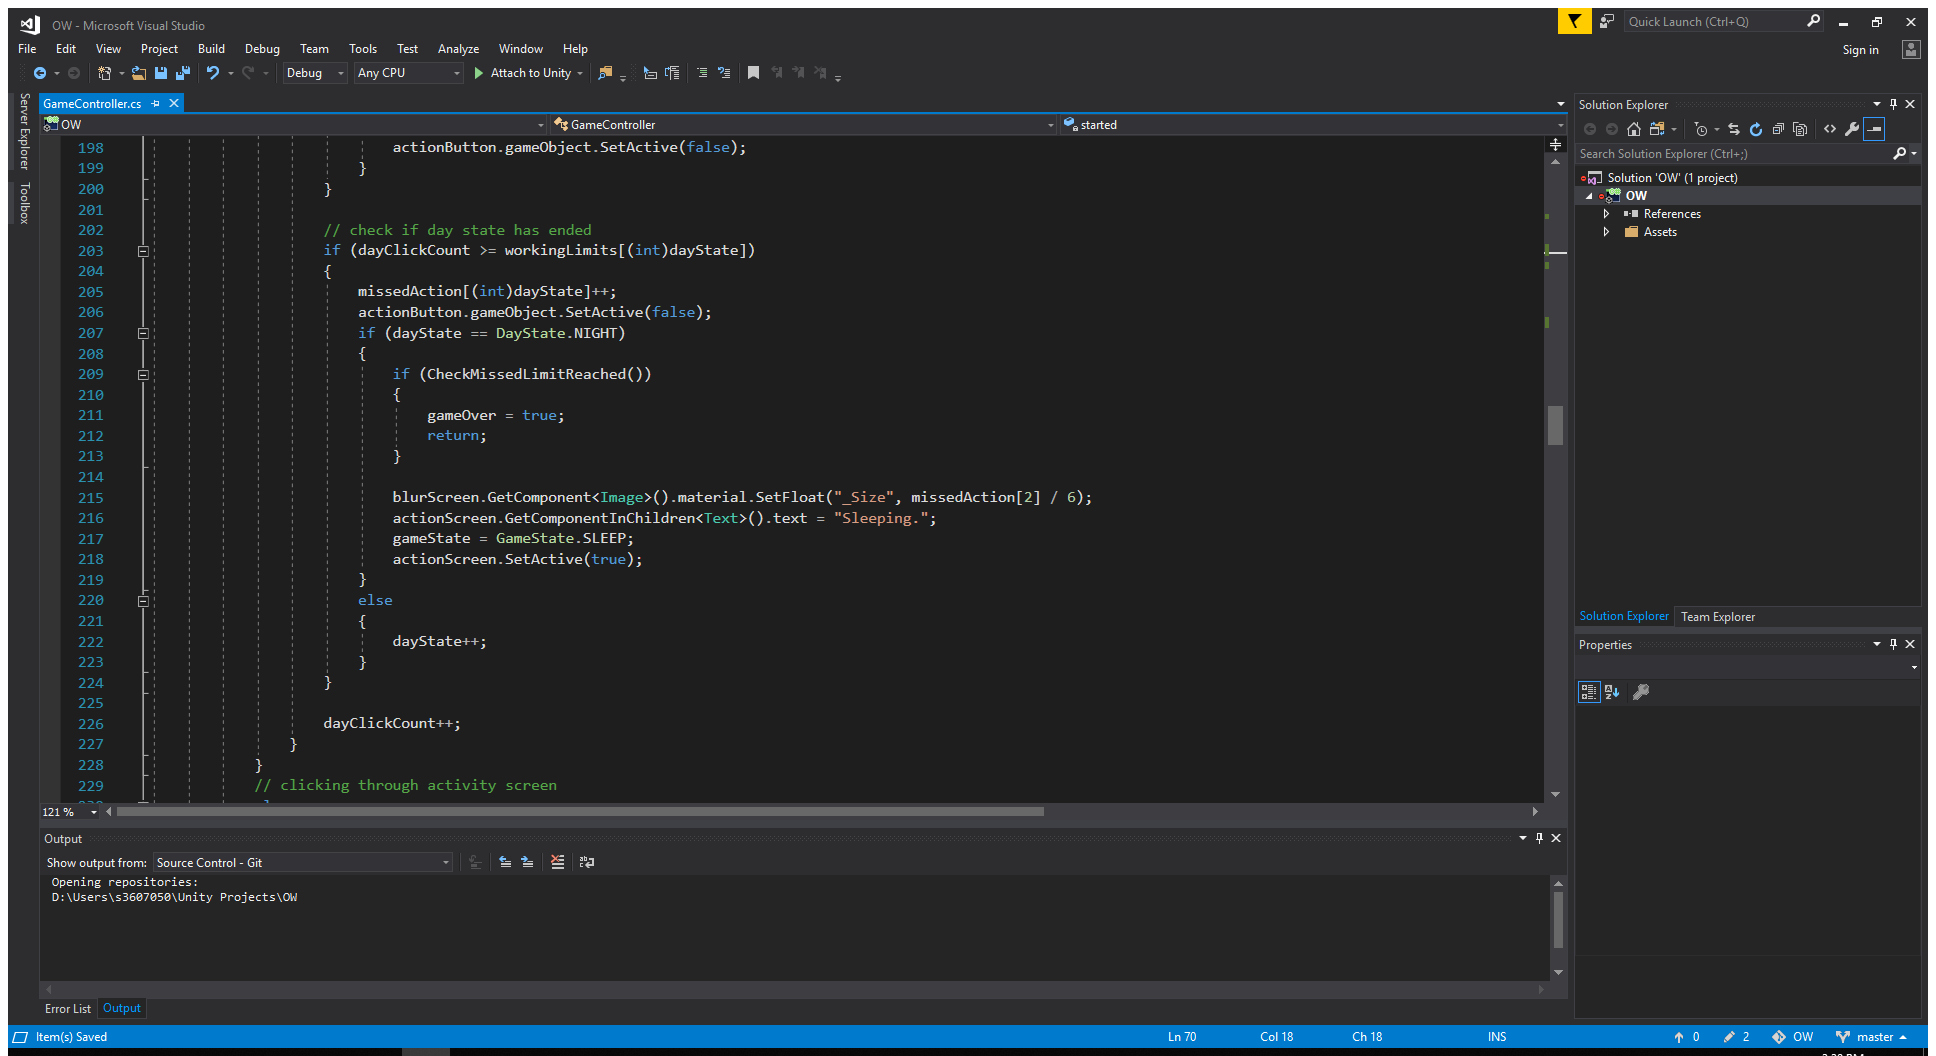 OW - Microsoft Visual Studio
Quick Launch (Ctrl+Q)
File Edit View Project Build Debug Team Tools Test Analyze Window Help
Sign in
Debug Any CPU Attach to Unity
Server Explorer
Toolbox
GameController.cs
OW GameController started
198 actionButton.gameObject.SetActive(false);
199 }
200 }
201
202 // check if day state has ended
203 if (dayClickCount >= workingLimits[(int)dayState])
204 {
205 missedAction[(int)dayState]++;
206 actionButton.gameObject.SetActive(false);
207 if (dayState == DayState.NIGHT)
208 {
209 if (CheckMissedLimitReached())
210 {
211 gameOver = true;
212 return;
213 }
214
215 blurScreen.GetComponent<Image>().material.SetFloat("_Size", missedAction[2] / 6);
216 actionScreen.GetComponentInChildren<Text>().text = "Sleeping.";
217 gameState = GameState.SLEEP;
218 actionScreen.SetActive(true);
219 }
220 else
221 {
222 dayState++;
223 }
224 }
225
226 dayClickCount++;
227 }
228 }
229 // clicking through activity screen
121 %
Output
Show output from: Source Control - Git
Opening repositories:
D:\Users\s3607050\Unity Projects\OW
Error List Output
Solution Explorer
Search Solution Explorer (Ctrl+;)
Solution 'OW' (1 project)
OW
References
Assets
Solution Explorer Team Explorer
Properties
Item(s) Saved Ln 70 Col 18 Ch 18 INS 0 2 OW master